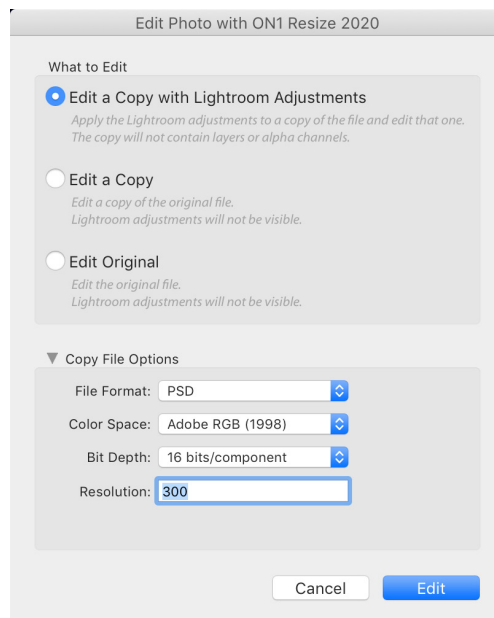 Edit Photo with ON1 Resize 2020
What to Edit
Edit a Copy with Lightroom Adjustments
Apply the Lightroom adjustments to a copy of the file and edit that one.
The copy will not contain layers or alpha channels.
Edit a Copy
Edit a copy of the original file.
Lightroom adjustments will not be visible.
Edit Original
Edit the original file.
Lightroom adjustments will not be visible.
Copy File Options
File Format: PSD
Color Space: Adobe RGB (1998)
Bit Depth: 16 bits/component
Resolution: 300
Cancel Edit